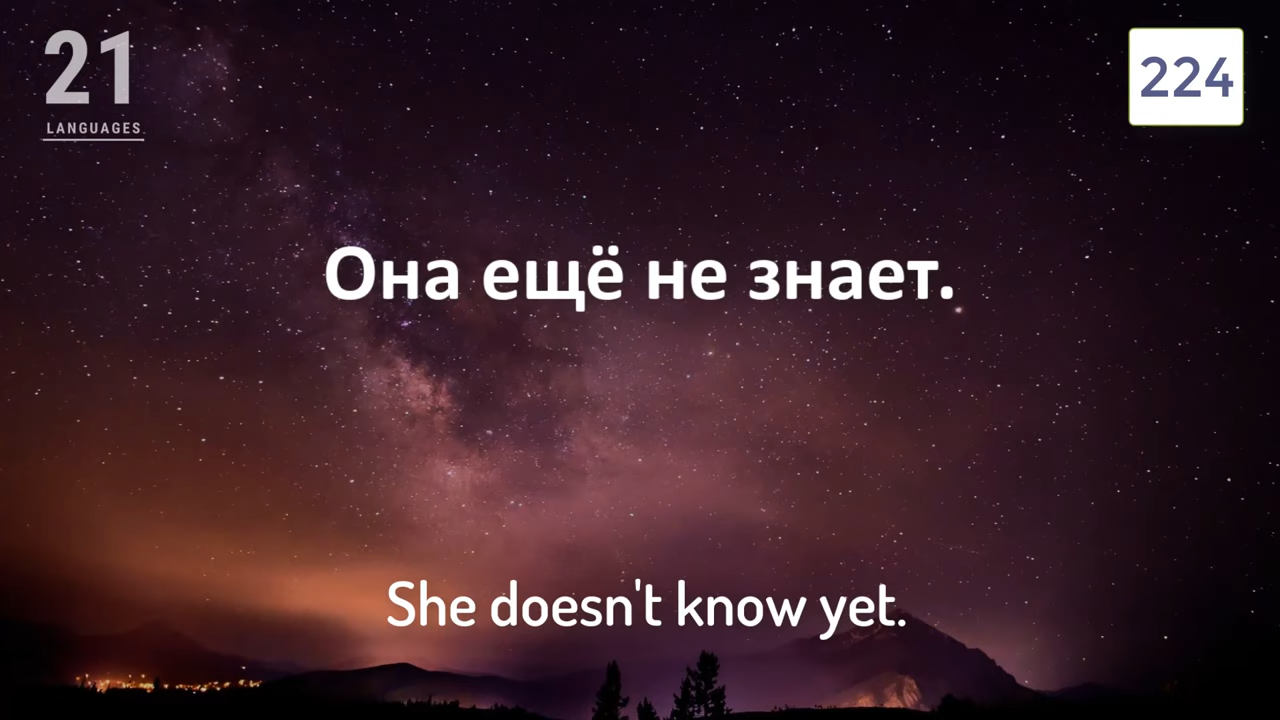 21
LANGUAGES
224
Она ещё не знает.
She doesn't know yet.